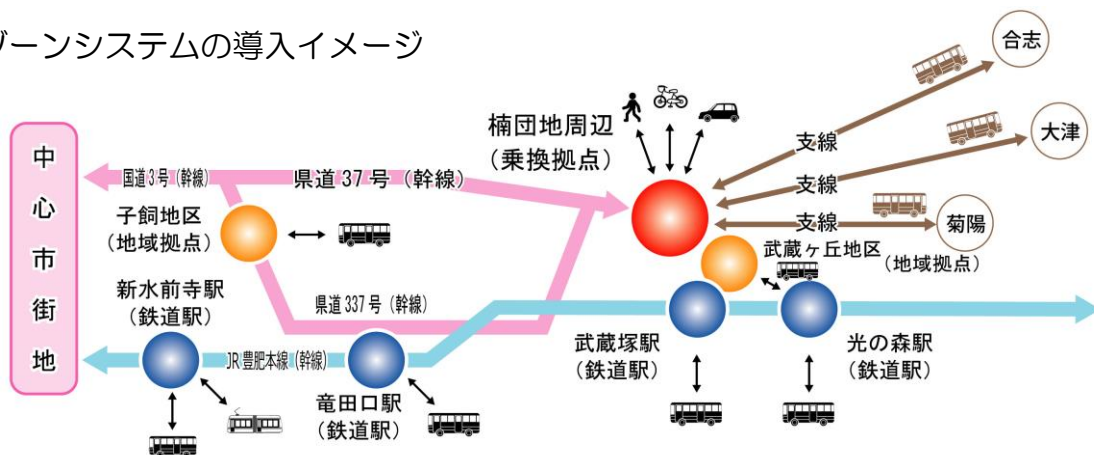 ゾーンシステムの導入イメージ
中心市街地
国道3号（幹線）
県道37号（幹線）
子飼地区
（地域拠点）
県道337号（幹線）
新水前寺駅
（鉄道駅）
JR豊肥本線（幹線）
竜田口駅
（鉄道駅）
楠団地周辺
（乗換拠点）
支線
合志
支線
大津
支線
菊陽
武蔵ヶ丘地区
（地域拠点）
武蔵塚駅
（鉄道駅）
光の森駅
（鉄道駅）